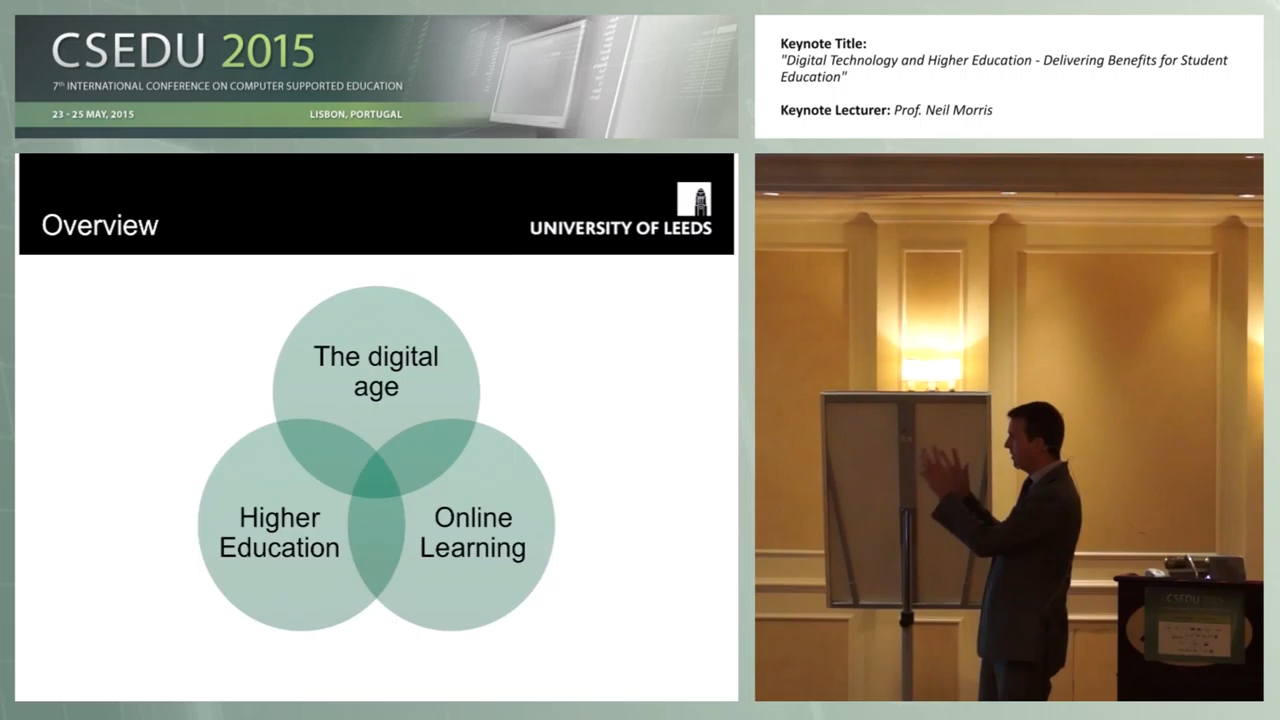 CSEDU 2015
7th INTERNATIONAL CONFERENCE ON COMPUTER SUPPORTED EDUCATION
23 - 25 MAY, 2015 LISBON, PORTUGAL
Keynote Title:
"Digital Technology and Higher Education - Delivering Benefits for Student
Education"
Keynote Lecturer: Prof. Neil Morris
Overview
UNIVERSITY OF LEEDS
The digital
age
Higher
Education
Online
Learning
CSEDU 2015